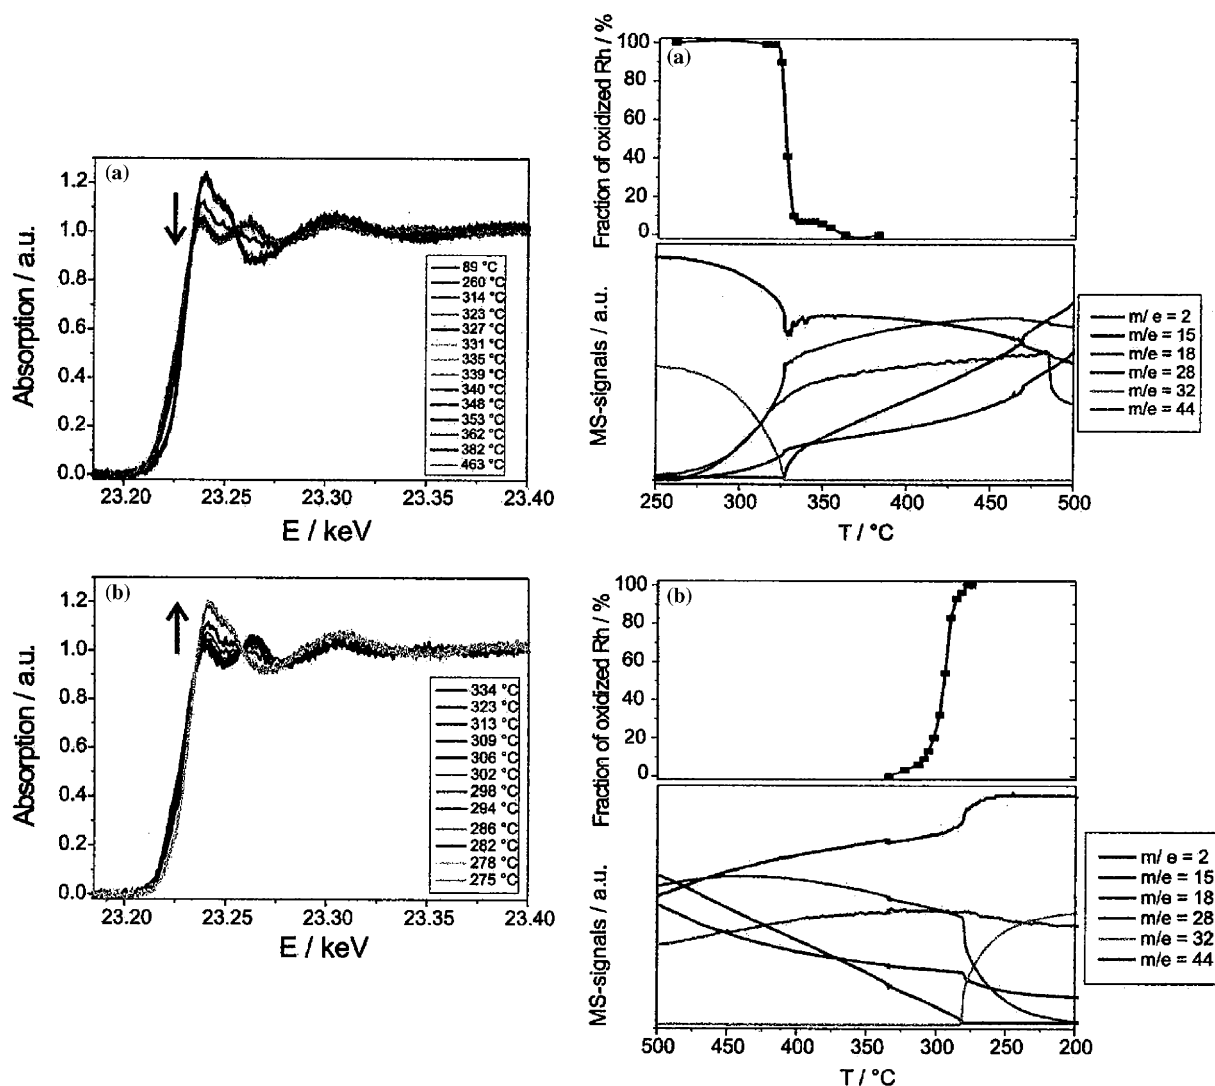 (a)
Absorption / a.u.
1.2
1.0
0.8
0.6
0.4
0.2
0.0
89 °C
260 °C
314 °C
323 °C
327 °C
331 °C
335 °C
339 °C
340 °C
348 °C
353 °C
362 °C
382 °C
463 °C
23.20
23.25
23.30
23.35
23.40
E / keV
(a)
Fraction of oxidized Rh / %
100
80
60
40
20
0
MS-signals / a.u.
m/ e = 2
m/e = 15
m/e = 18
m/e = 28
m/e = 32
m/e = 44
250
300
350
400
450
500
T / °C
(b)
Absorption / a.u.
1.2
1.0
0.8
0.6
0.4
0.2
0.0
334 °C
323 °C
313 °C
309 °C
306 °C
302 °C
298 °C
294 °C
286 °C
282 °C
278 °C
275 °C
23.20
23.25
23.30
23.35
23.40
E / keV
(b)
Fraction of oxidized Rh / %
100
80
60
40
20
0
MS-signals / a.u.
m/ e = 2
m/e = 15
m/e = 18
m/e = 28
m/e = 32
m/e = 44
500
450
400
350
300
250
200
T / °C